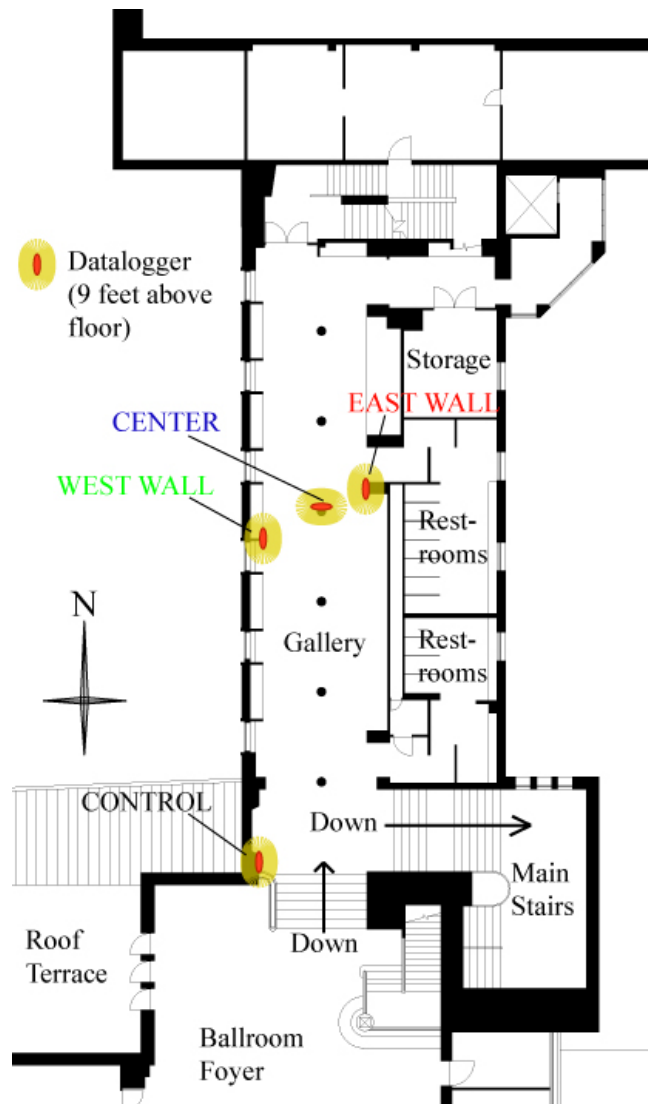 Datalogger
(9 feet above
floor)
Storage
EAST WALL
CENTER
WEST WALL
Rest-
rooms
N
Gallery
Rest-
rooms
CONTROL
Down
Main
Stairs
Roof
Terrace
Down
Ballroom
Foyer